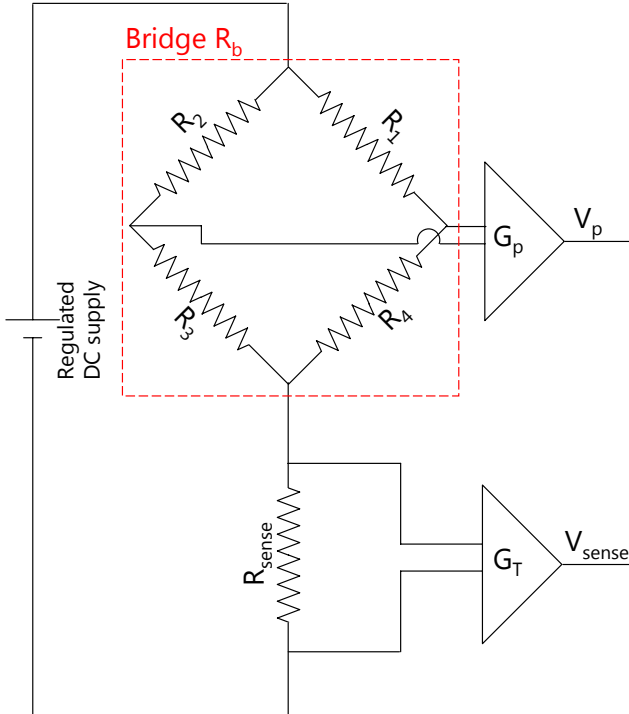 Bridge R_b
R_2
R_1
G_p
V_p
R_3
R_4
Regulated
DC supply
R_sense
G_T
V_sense